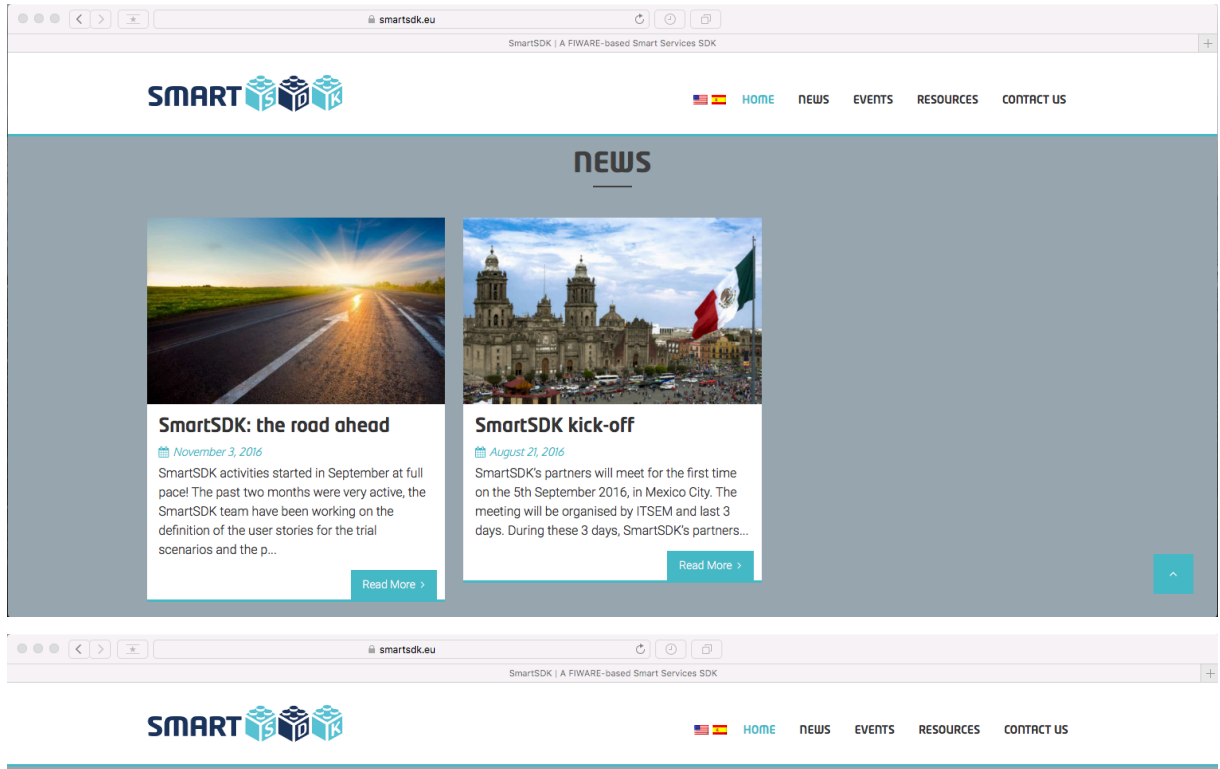 smartsdk.eu
SmartSDK | A FIWARE-based Smart Services SDK
SMART SDK
HOME NEWS EVENTS RESOURCES CONTACT US
NEWS
SmartSDK: the road ahead
November 3, 2016
SmartSDK activities started in September at full
pace! The past two months were very active, the
SmartSDK team have been working on the
definition of the user stories for the trial
scenarios and the p...
Read More >
SmartSDK kick-off
August 21, 2016
SmartSDK's partners will meet for the first time
on the 5th September 2016, in Mexico City. The
meeting will be organised by ITSEM and last 3
days. During these 3 days, SmartSDK's partners...
Read More >
smartsdk.eu
SmartSDK | A FIWARE-based Smart Services SDK
SMART SDK
HOME NEWS EVENTS RESOURCES CONTACT US